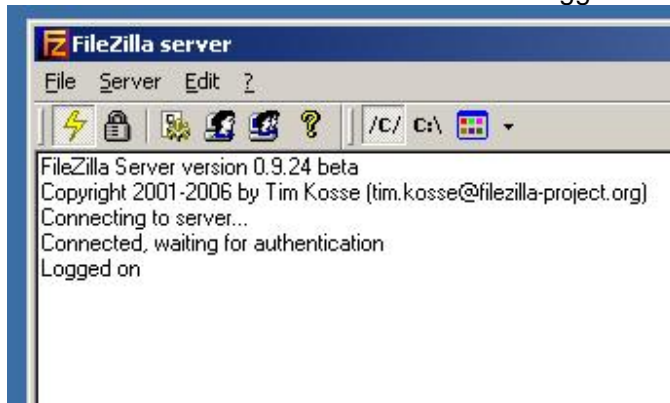 FileZilla server
File Server Edit ?
/C/ C:\
FileZilla Server version 0.9.24 beta
Copyright 2001-2006 by Tim Kosse (tim.kosse@filezilla-project.org)
Connecting to server...
Connected, waiting for authentication
Logged on